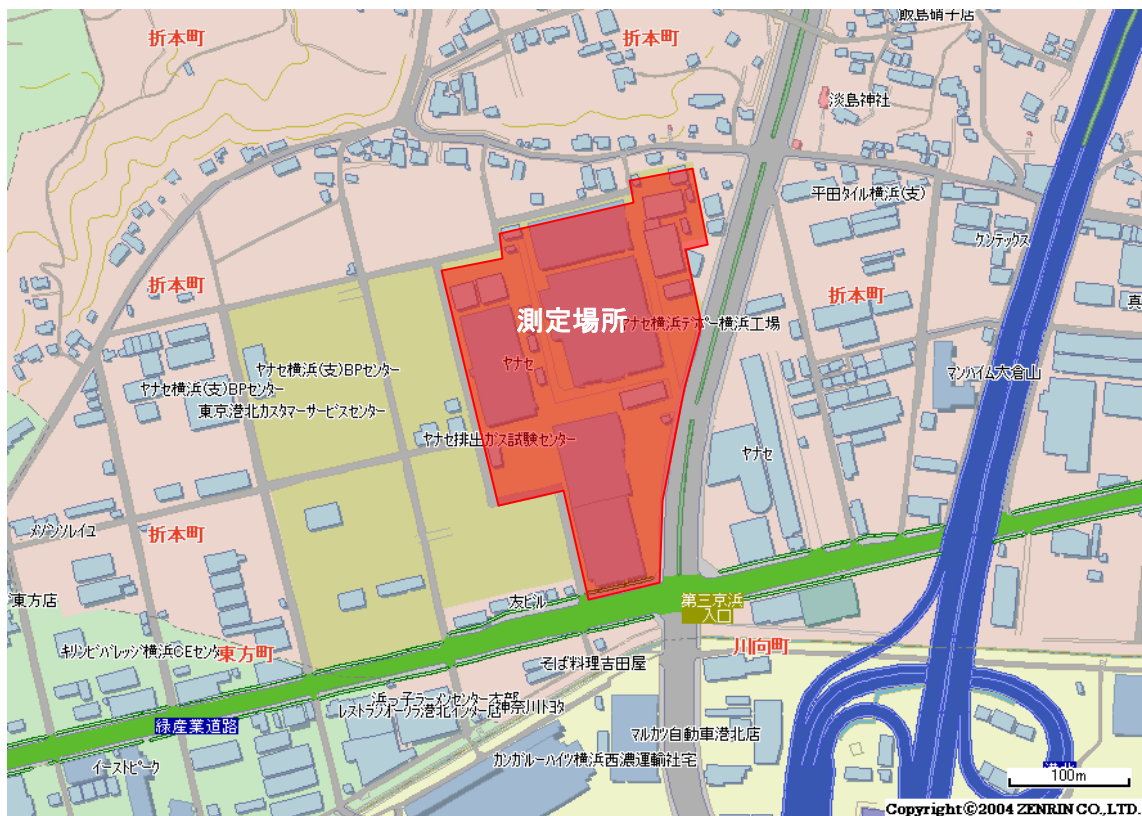 飯島硝子店
折本町
折本町
淡島神社
平田タイル横浜(支)
ケンテックス
折本町
折本町
測定場所
ヤナセ横浜デポー横浜工場
ヤナセ
ヤナセ横浜(支)BPセンター
ヤナセ横浜(支)BPセンター
マンハイム大倉山
東京港北カスタマーサービスセンター
ヤナセ排出ガス試験センター
ヤナセ
メゾンソレイユ
折本町
東方店
友ビル
第三京浜
入口
キリンビバレッジ横浜CEセンター
東方町
川向町
そば料理吉田屋
浜っ子ラーメンセンター本部
レストランオークラ港北インター店
神奈川トヨタ
緑産業道路
マルカツ自動車港北店
カンガルーハイツ横浜西濃運輸社宅
イーストピーク
100m
Copyright©2004 ZENRIN CO.,LTD.